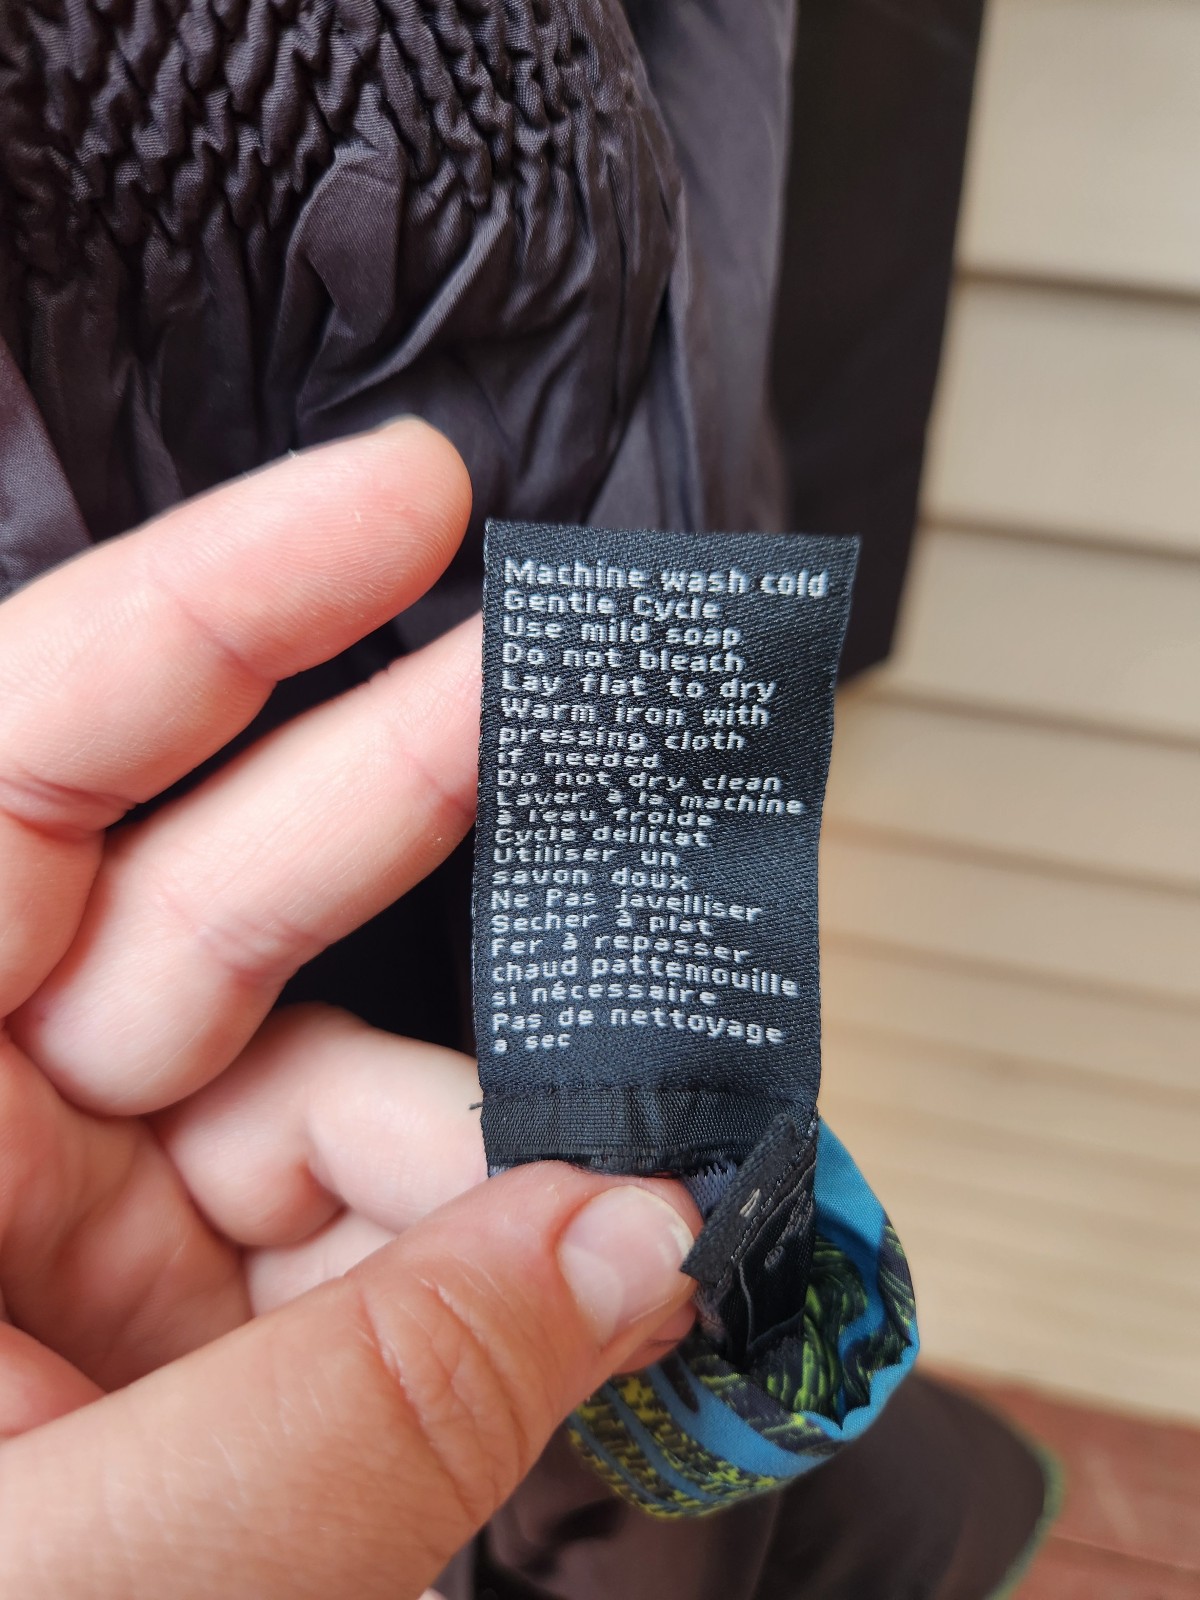 Machine wash cold
Gentle Cycle
Use mild soap
Do not bleach
Lay flat to dry
Warm iron with
pressing cloth
if needed
Do not dry clean
Laver à la machine
à l'eau froide
Cycle dellicat
Utiliser un
savon doux
Ne Pas javelliser
Secher à plat
Fer à repasser
chaud pattemouille
si nécessaire
Pas de nettoyage
a sec